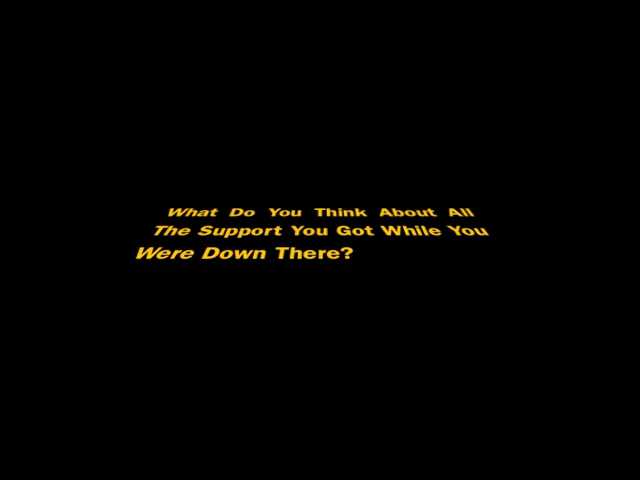 What Do You Think About All
The Support You Got While You
Were Down There?